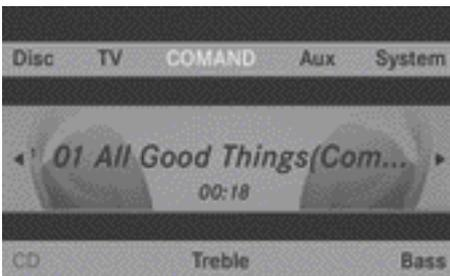 Disc TV COMAND Aux System
01 All Good Things(Com...
00:18
CD Treble Bass